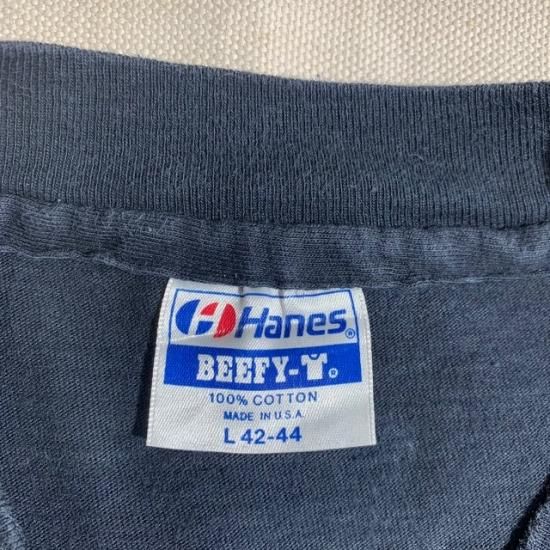 Hanes®
BEEFY-T®
100% COTTON
MADE IN U.S.A.
L 42-44